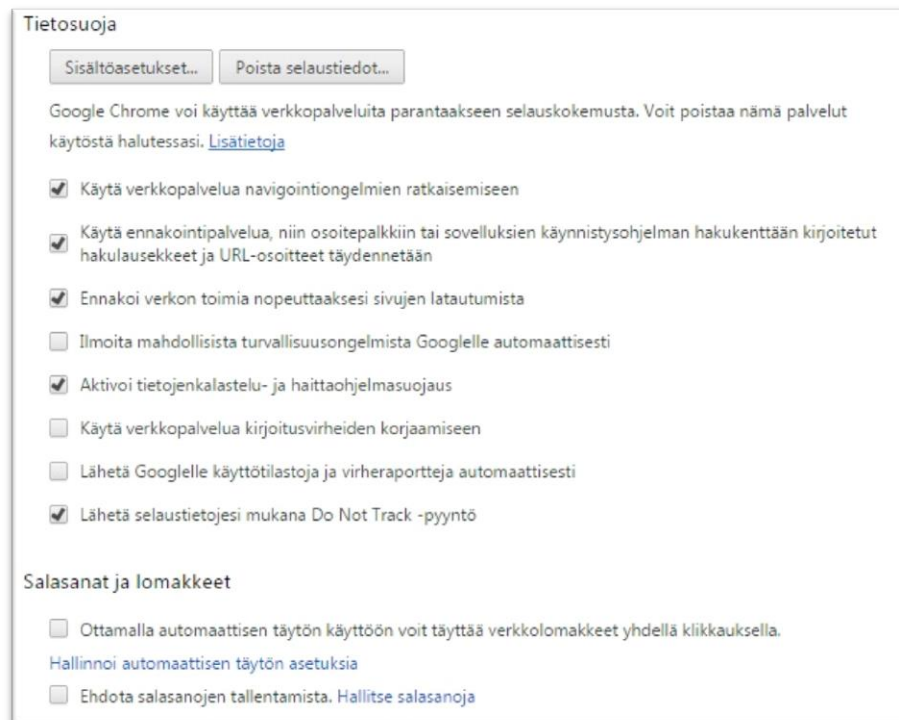 Tietosuoja
Sisältöasetukset... Poista selaustiedot...
Google Chrome voi käyttää verkkopalveluita parantaakseen selauskokemusta. Voit poistaa nämä palvelut
käytöstä halutessasi. Lisätietoja
Käytä verkkopalvelua navigointiongelmien ratkaisemiseen
Käytä ennakointipalvelua, niin osoitepalkkiin tai sovelluksien käynnistysohjelman hakukenttään kirjoitetut
hakulausekkeet ja URL-osoitteet täydennetään
Ennakoi verkon toimia nopeuttaaksesi sivujen latautumista
Ilmoita mahdollisista turvallisuusongelmista Googlelle automaattisesti
Aktivoi tietojenkalastelu- ja haittaohjelmasuojaus
Käytä verkkopalvelua kirjoitusvirheiden korjaamiseen
Lähetä Googlelle käyttötilastoja ja virheraportteja automaattisesti
Lähetä selaustietojesi mukana Do Not Track -pyyntö
Salasanat ja lomakkeet
Ottamalla automaattisen täytön käyttöön voit täyttää verkkolomakkeet yhdellä klikkauksella.
Hallinnoi automaattisen täytön asetuksia
Ehdota salasanojen tallentamista. Hallitse salasanoja